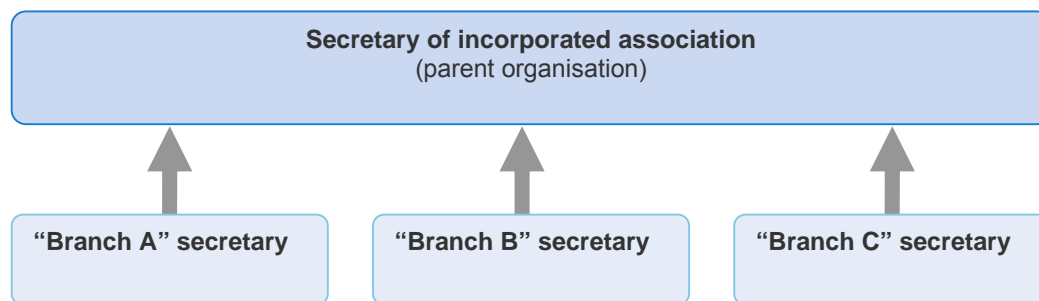 Secretary of incorporated association
(parent organisation)
“Branch A” secretary
“Branch B” secretary
“Branch C” secretary